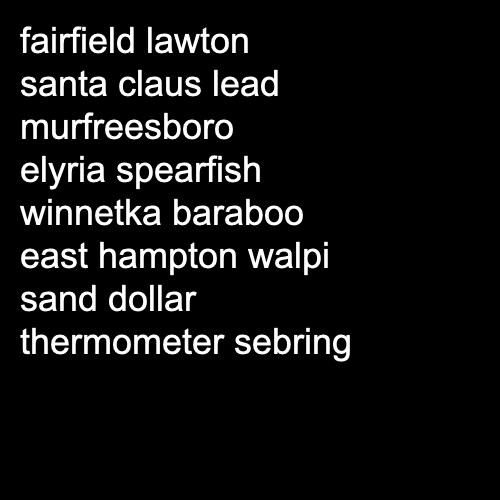 fairfield lawton
santa claus lead
murfreesboro
elyria spearfish
winnetka baraboo
east hampton walpi
sand dollar
thermometer sebring